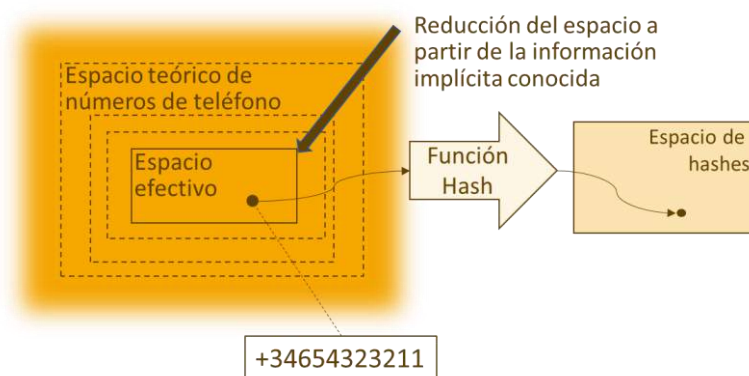 Reducción del espacio a
partir de la información
implícita conocida
Espacio teórico de
números de teléfono
Espacio
efectivo
Función
Hash
Espacio de
hashes
+34654323211